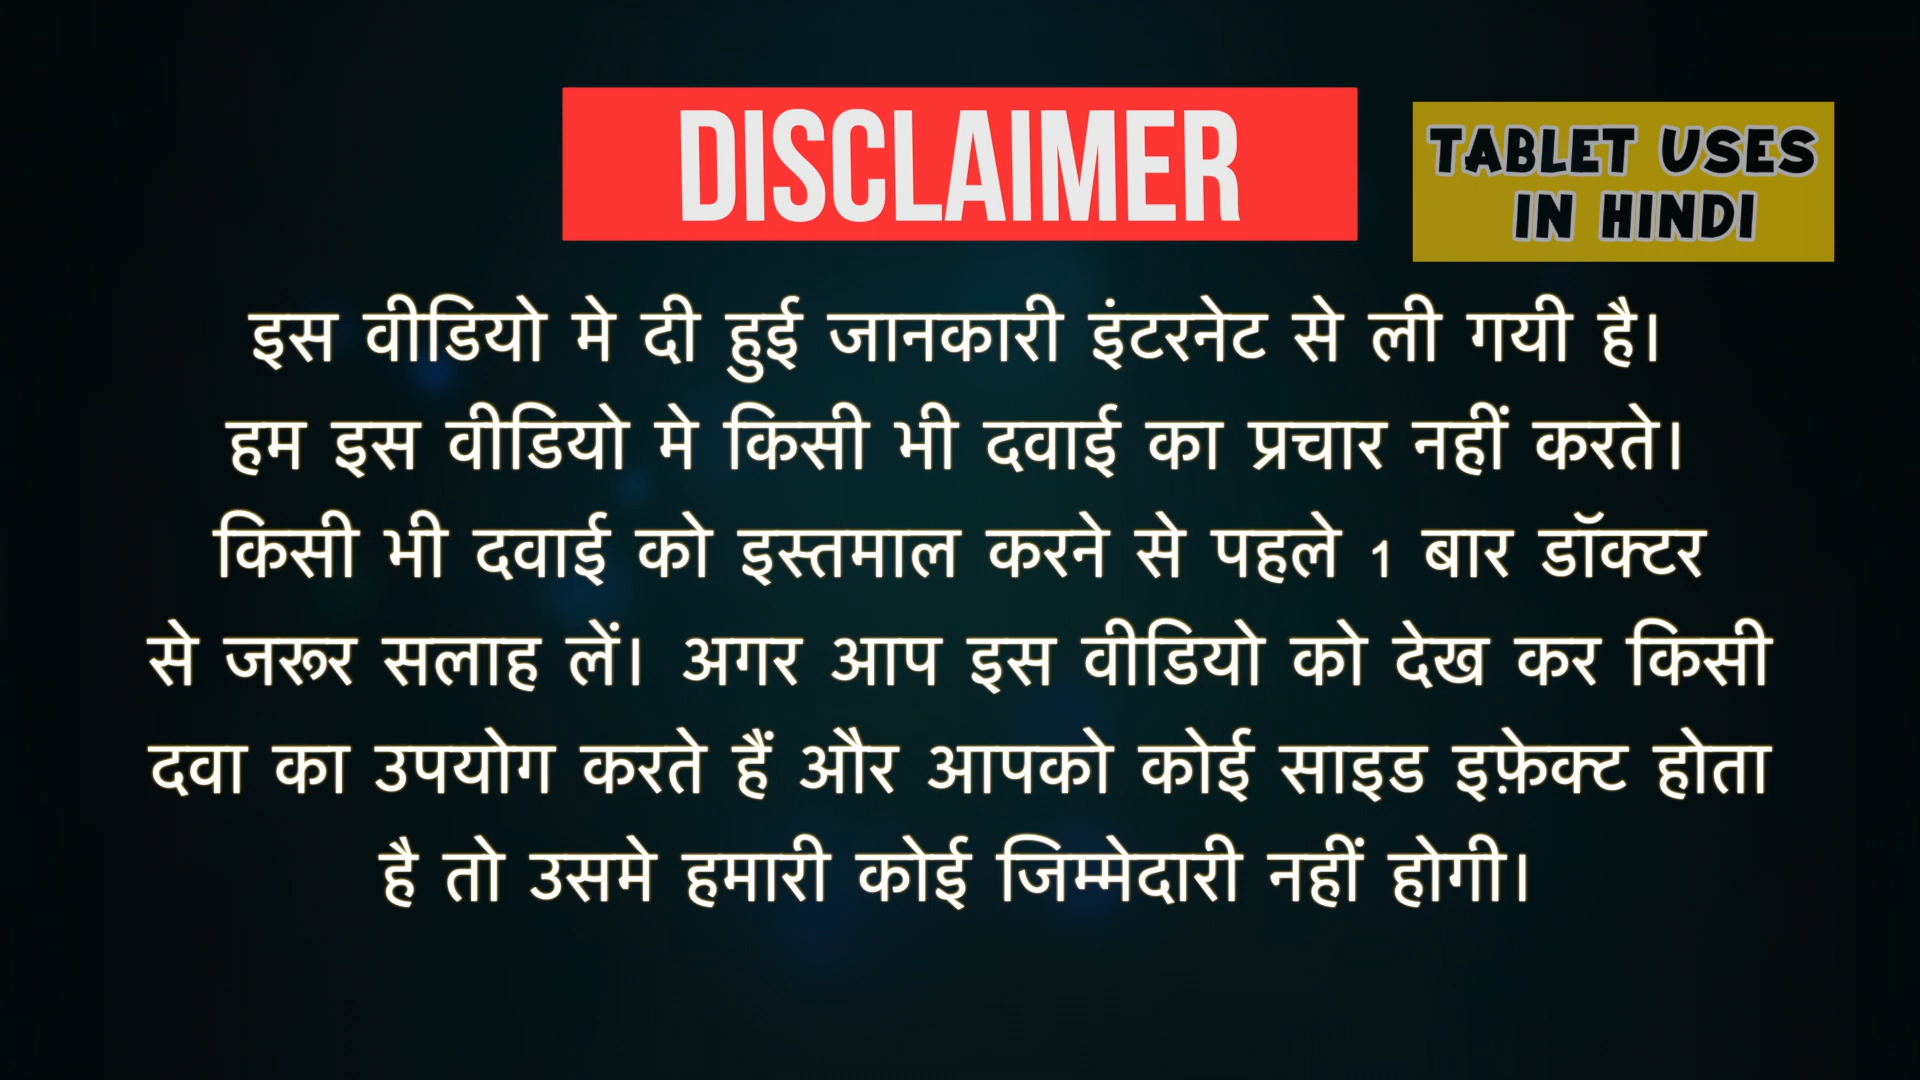 DISCLAIMER
TABLET USES
IN HINDI
इस वीडियो मे दी हुई जानकारी इंटरनेट से ली गयी है।
हम इस वीडियो मे किसी भी दवाई का प्रचार नहीं करते।
किसी भी दवाई को इस्तमाल करने से पहले 1 बार डॉक्टर
से जरूर सलाह लें। अगर आप इस वीडियो को देख कर किसी
दवा का उपयोग करते हैं और आपको कोई साइड इफ़ेक्ट होता
है तो उसमे हमारी कोई जिम्मेदारी नहीं होगी।